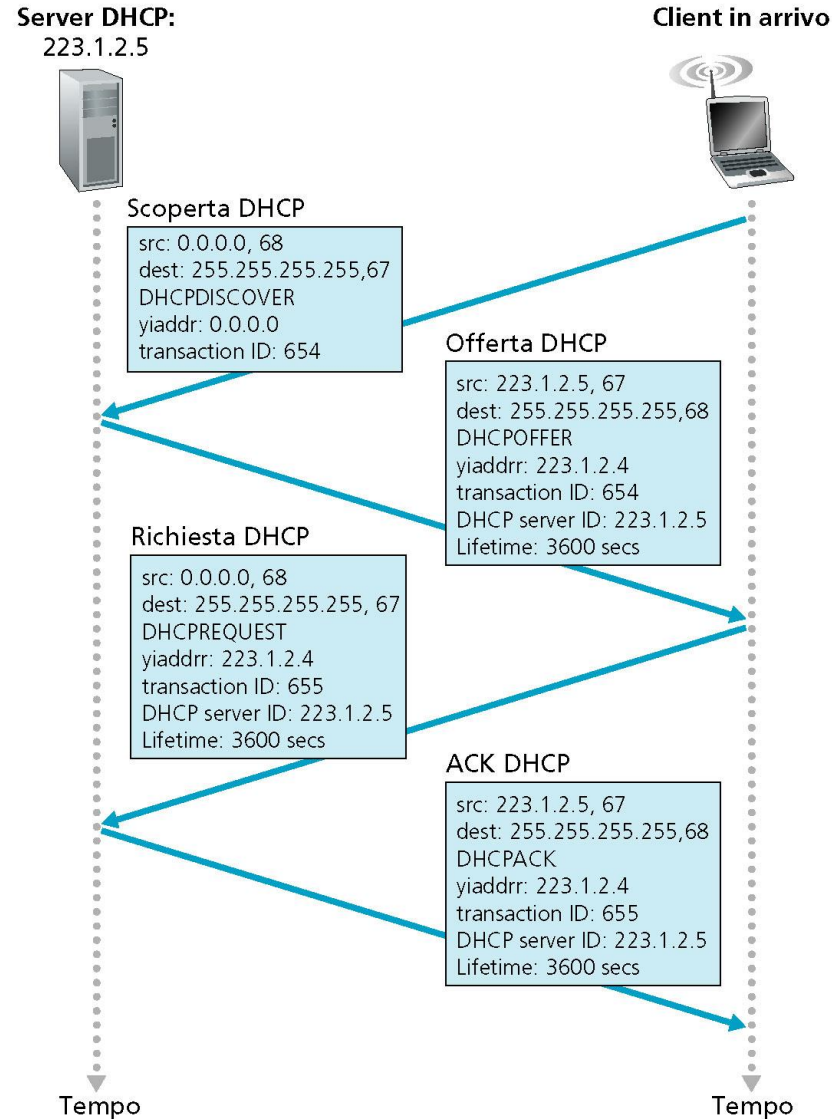 Server DHCP:
223.1.2.5
Client in arrivo
Scoperta DHCP
src: 0.0.0.0, 68
dest: 255.255.255.255,67
DHCPDISCOVER
yiaddr: 0.0.0.0
transaction ID: 654
Offerta DHCP
src: 223.1.2.5, 67
dest: 255.255.255.255,68
DHCPOFFER
yiaddrr: 223.1.2.4
transaction ID: 654
DHCP server ID: 223.1.2.5
Lifetime: 3600 secs
Richiesta DHCP
src: 0.0.0.0, 68
dest: 255.255.255.255, 67
DHCPREQUEST
yiaddrr: 223.1.2.4
transaction ID: 655
DHCP server ID: 223.1.2.5
Lifetime: 3600 secs
ACK DHCP
src: 223.1.2.5, 67
dest: 255.255.255.255,68
DHCPACK
yiaddrr: 223.1.2.4
transaction ID: 655
DHCP server ID: 223.1.2.5
Lifetime: 3600 secs
Tempo
Tempo